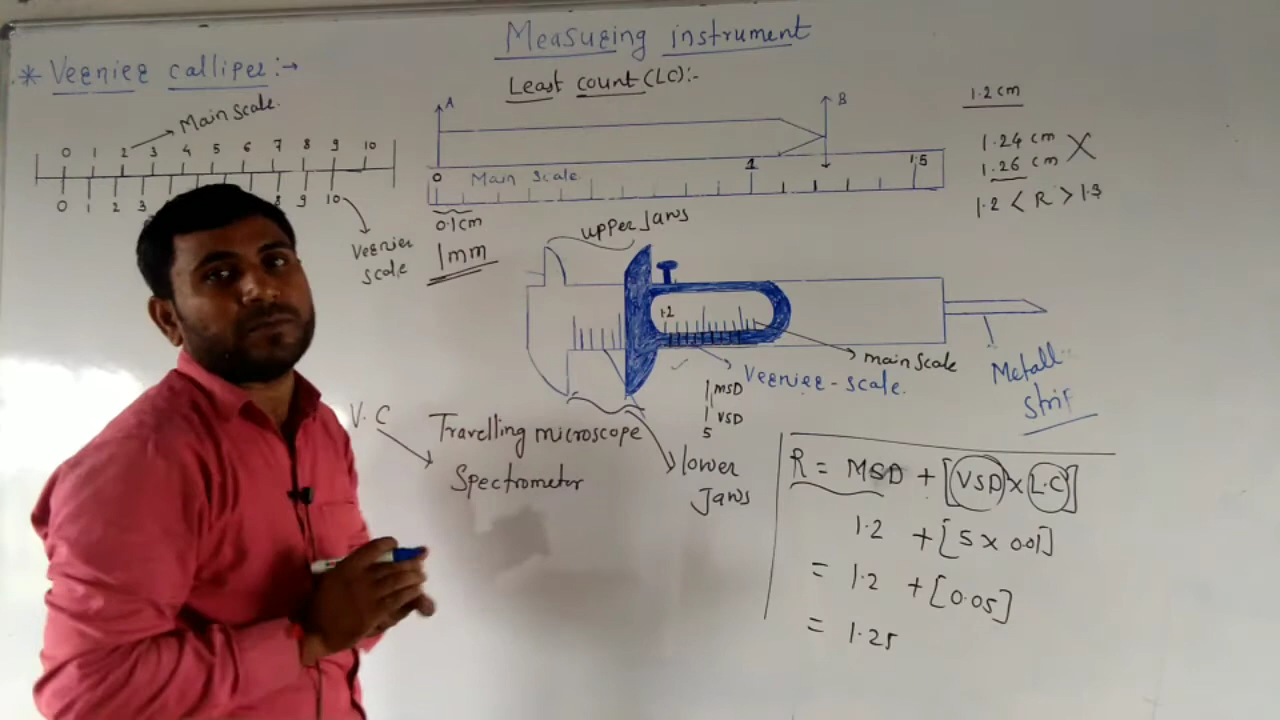 Measuring instrument
* Vernier calliper:→
Least count (LC):-
Main scale.
0 1 2 3 4 5 6 7 8 9 10
0 1 2 3 8 9 10
Vernier
scale
A
B
0 1 1.5
Main Scale
0.1cm
1mm
1.2 cm
1.24 cm
1.26 cm
X
1.2 < R > 1.3
upper Jaws
1.2
main scale
Vernier-scale.
Metall
Strip
1 MSD
1 VSD
5
lower
Jaws
V.C
Travelling microscope
Spectrometer
R = MSD + [VSD x L.C]
1.2 + [5 x 0.01]
= 1.2 + [0.05]
= 1.25